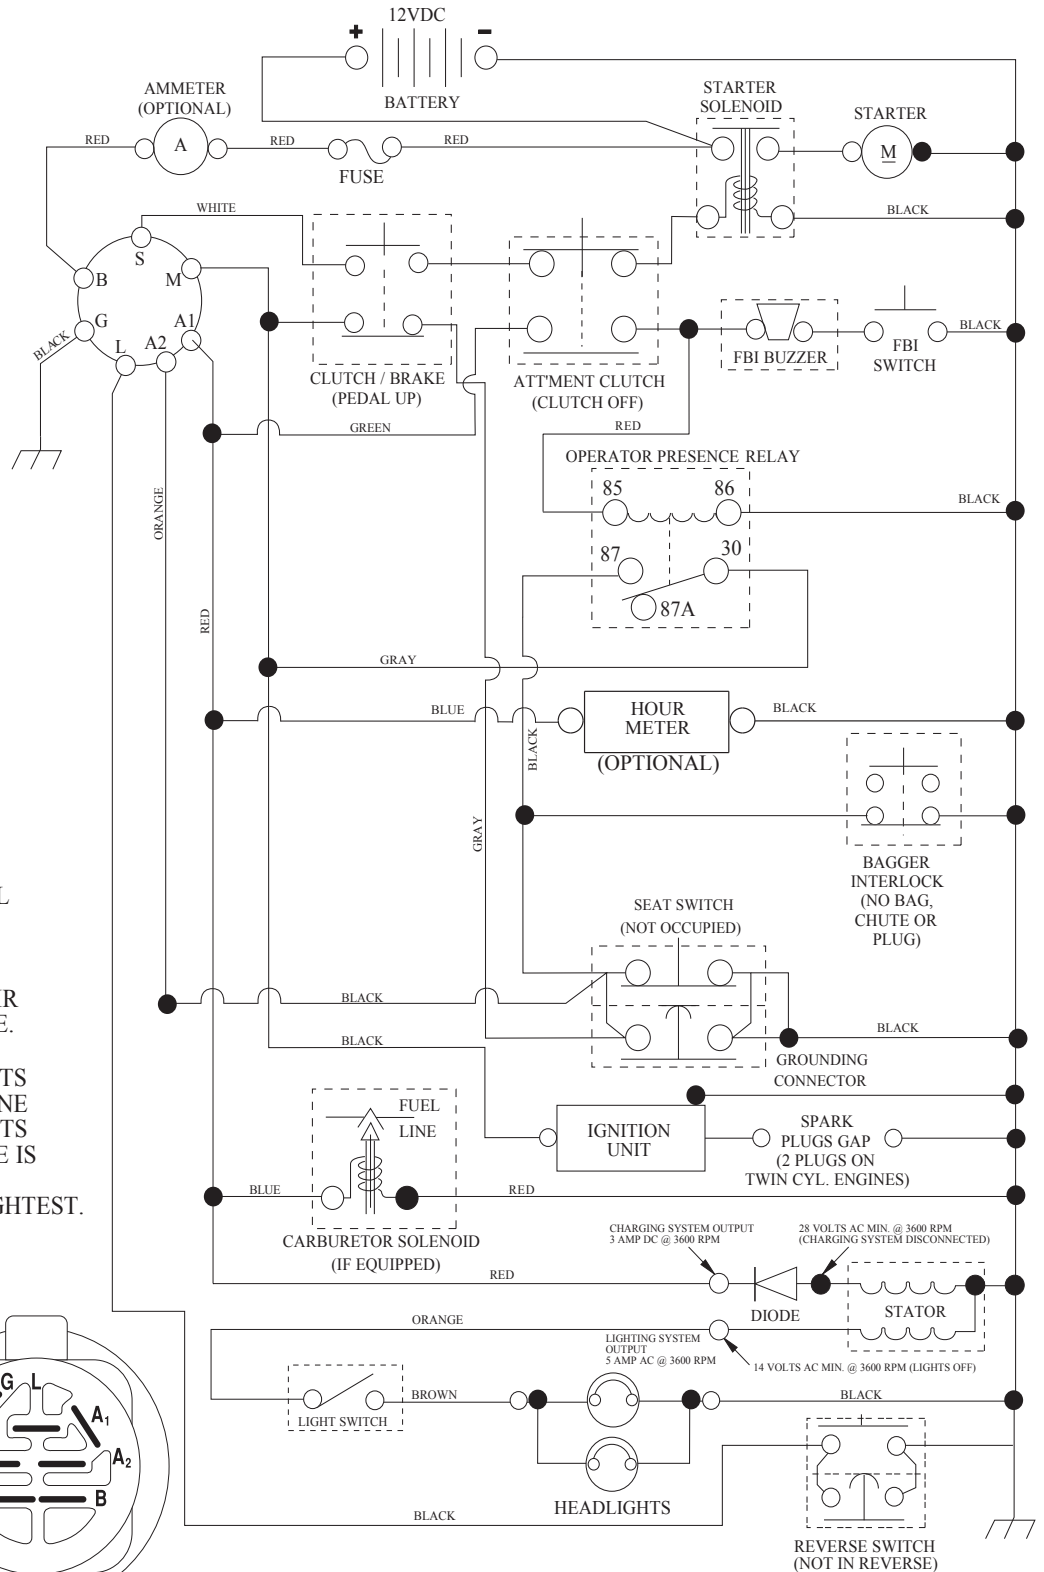 12VDC
+ -
BATTERY
AMMETER
(OPTIONAL)
STARTER
SOLENOID
STARTER
RED
A
RED
FUSE
RED
M
WHITE
BLACK
S
M
B
G
A1
A2
L
BLACK
CLUTCH / BRAKE
(PEDAL UP)
ATT'MENT CLUTCH
(CLUTCH OFF)
FBI BUZZER
FBI
SWITCH
BLACK
GREEN
RED
OPERATOR PRESENCE RELAY
85
86
BLACK
ORANGE
87
30
87A
RED
GRAY
BLUE
HOUR
METER
(OPTIONAL)
BLACK
BLACK
GRAY
BAGGER
INTERLOCK
(NO BAG,
CHUTE OR
PLUG)
L
SEAT SWITCH
(NOT OCCUPIED)
IR
E.
BLACK
BLACK
BLACK
GROUNDING
CONNECTOR
TS
NE
TS
E IS
GHTEST.
FUEL
LINE
IGNITION
UNIT
SPARK
PLUGS GAP
(2 PLUGS ON
TWIN CYL. ENGINES)
BLUE
RED
CARBURETOR SOLENOID
(IF EQUIPPED)
CHARGING SYSTEM OUTPUT
3 AMP DC @ 3600 RPM
28 VOLTS AC MIN. @ 3600 RPM
(CHARGING SYSTEM DISCONNECTED)
RED
DIODE
STATOR
ORANGE
LIGHTING SYSTEM
OUTPUT
5 AMP AC @ 3600 RPM
14 VOLTS AC MIN. @ 3600 RPM (LIGHTS OFF)
LIGHT SWITCH
BROWN
BLACK
HEADLIGHTS
G L
A1
A2
B
BLACK
REVERSE SWITCH
(NOT IN REVERSE)